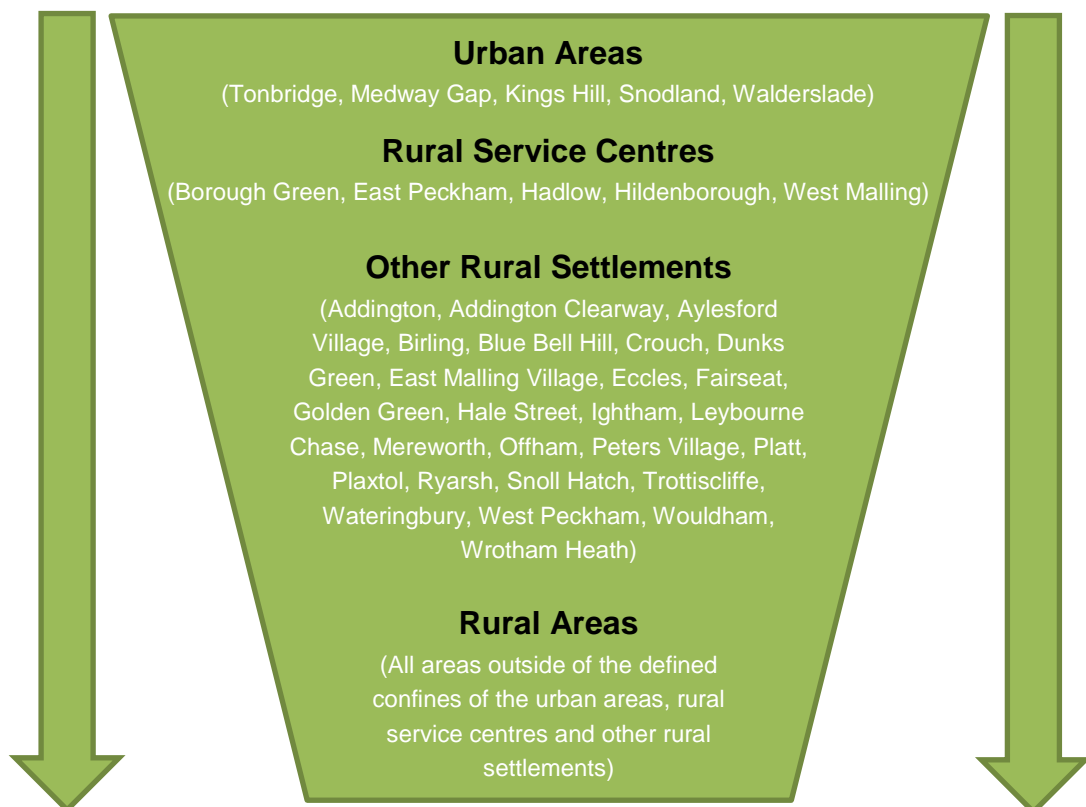 Urban Areas
(Tonbridge, Medway Gap, Kings Hill, Snodland, Walderslade)
Rural Service Centres
(Borough Green, East Peckham, Hadlow, Hildenborough, West Malling)
Other Rural Settlements
(Addington, Addington Clearway, Aylesford
Village, Birling, Blue Bell Hill, Crouch, Dunks
Green, East Malling Village, Eccles, Fairseat,
Golden Green, Hale Street, Ightham, Leybourne
Chase, Mereworth, Offham, Peters Village, Platt,
Plaxtol, Ryarsh, Snoll Hatch, Trottiscliffe,
Wateringbury, West Peckham, Wouldham,
Wrotham Heath)
Rural Areas
(All areas outside of the defined
confines of the urban areas, rural
service centres and other rural
settlements)